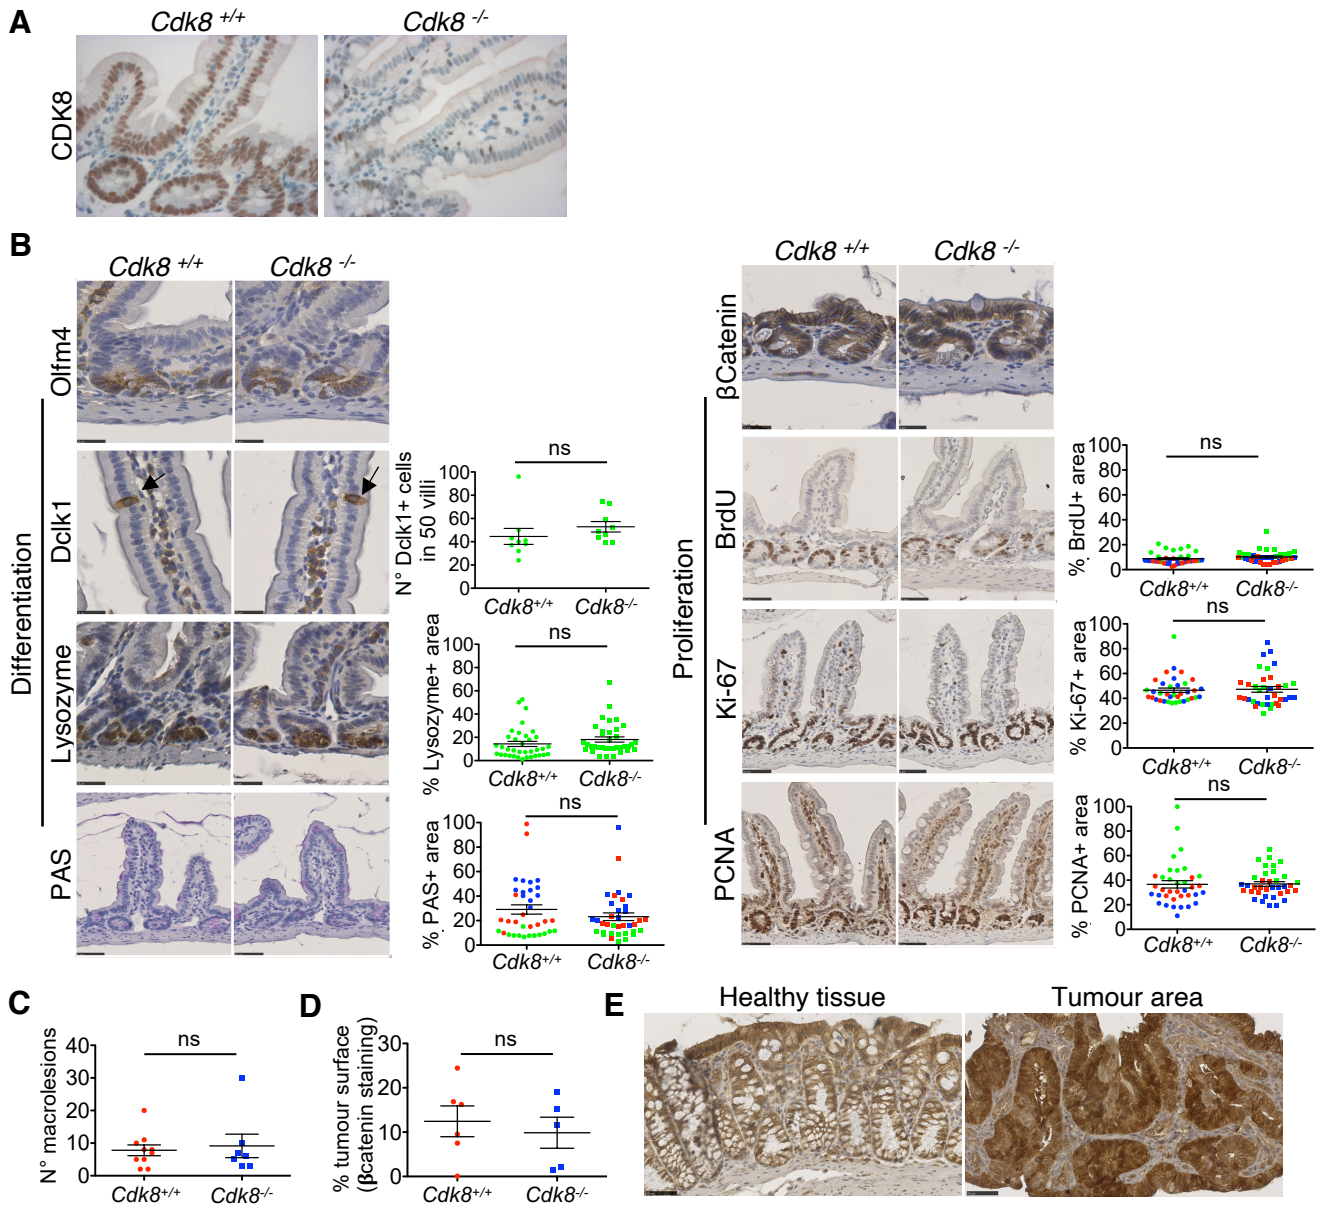 A
Cdk8 +/+
Cdk8 -/-
CDK8
B
Cdk8 +/+
Cdk8 -/-
Differentiation
Olfm4
Dclk1
N° Dclk1+ cells
in 50 villi
100
80
60
40
20
0
ns
Cdk8+/+
Cdk8-/-
Lysozyme
% Lysozyme+ area
100
80
60
40
20
0
ns
Cdk8+/+
Cdk8-/-
PAS
% PAS+ area
100
80
60
40
20
0
ns
Cdk8+/+
Cdk8-/-
Cdk8 +/+
Cdk8 -/-
Proliferation
βCatenin
BrdU
% BrdU+ area
100
80
60
40
20
0
ns
Cdk8+/+
Cdk8-/-
Ki-67
% Ki-67+ area
100
80
60
40
20
0
ns
Cdk8+/+
Cdk8-/-
PCNA
% PCNA+ area
100
80
60
40
20
0
ns
Cdk8+/+
Cdk8-/-
C
N° macrolesions
40
30
20
10
0
ns
Cdk8+/+
Cdk8-/-
D
% tumour surface
(βcatenin staining)
30
20
10
0
ns
Cdk8+/+
Cdk8-/-
E
Healthy tissue
Tumour area